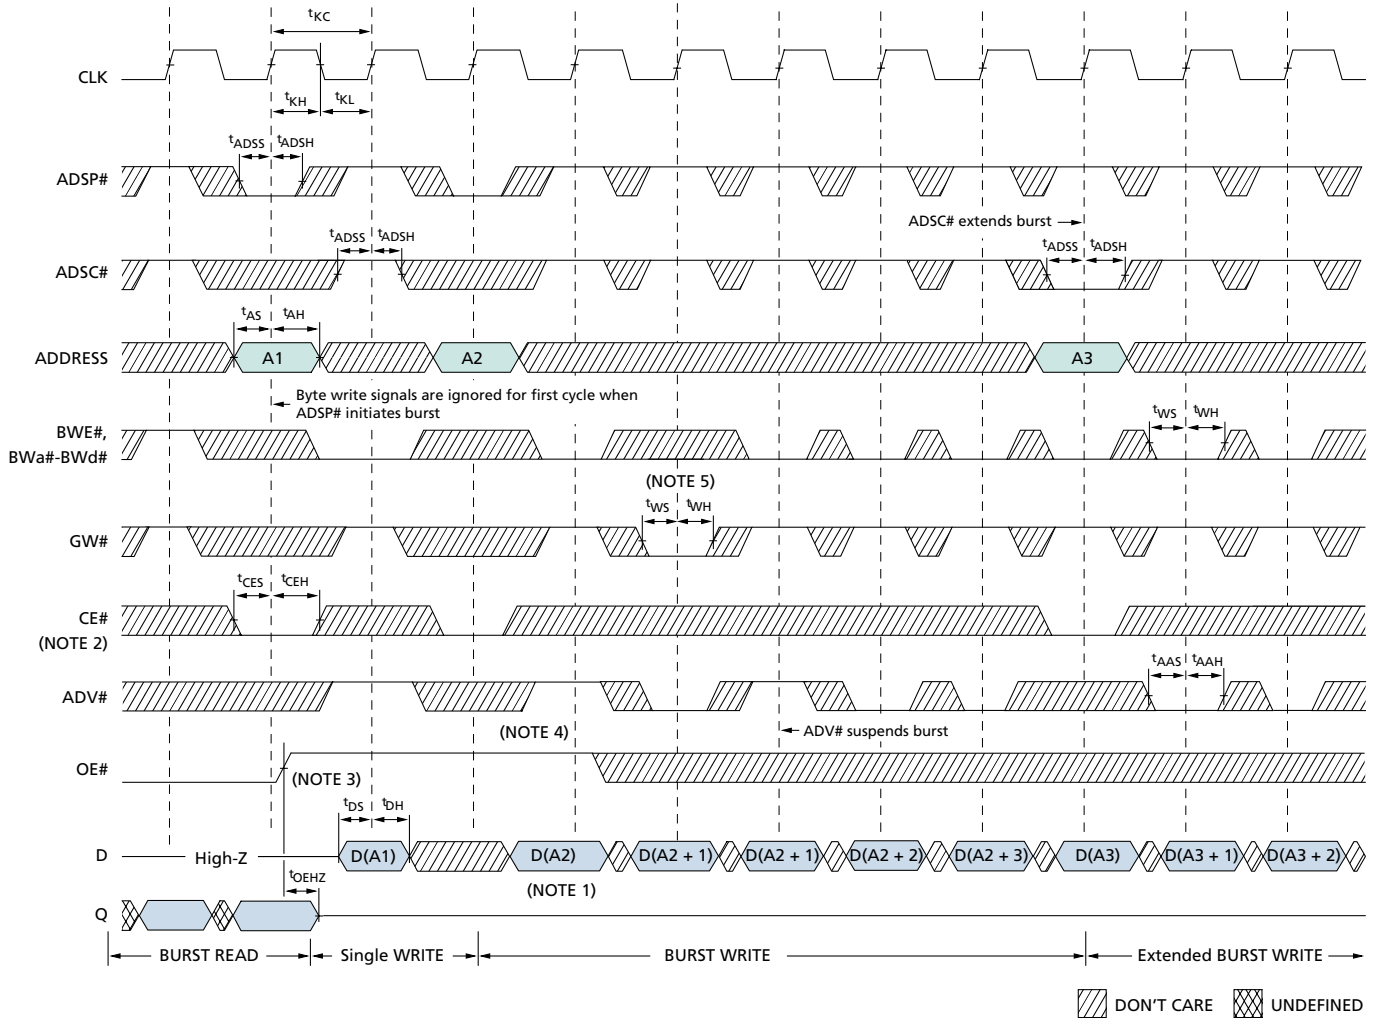 tKC
CLK
tKH tKL
tADSS tADSH
ADSP#
ADSC# extends burst
tADSS tADSH tADSS tADSH
ADSC#
tAS tAH
ADDRESS A1 A2 A3
Byte write signals are ignored for first cycle when
ADSP# initiates burst
BWE#,
BWa#-BWd#
tWS tWH
(NOTE 5)
tWS tWH
GW#
tCES tCEH
CE#
(NOTE 2)
tAAS tAAH
ADV#
(NOTE 4) ADV# suspends burst
OE#
(NOTE 3)
tDS tDH
D High-Z D(A1) D(A2) D(A2 + 1) D(A2 + 1) D(A2 + 2) D(A2 + 3) D(A3) D(A3 + 1) D(A3 + 2)
tOEHZ (NOTE 1)
Q
BURST READ Single WRITE BURST WRITE Extended BURST WRITE
DON'T CARE UNDEFINED